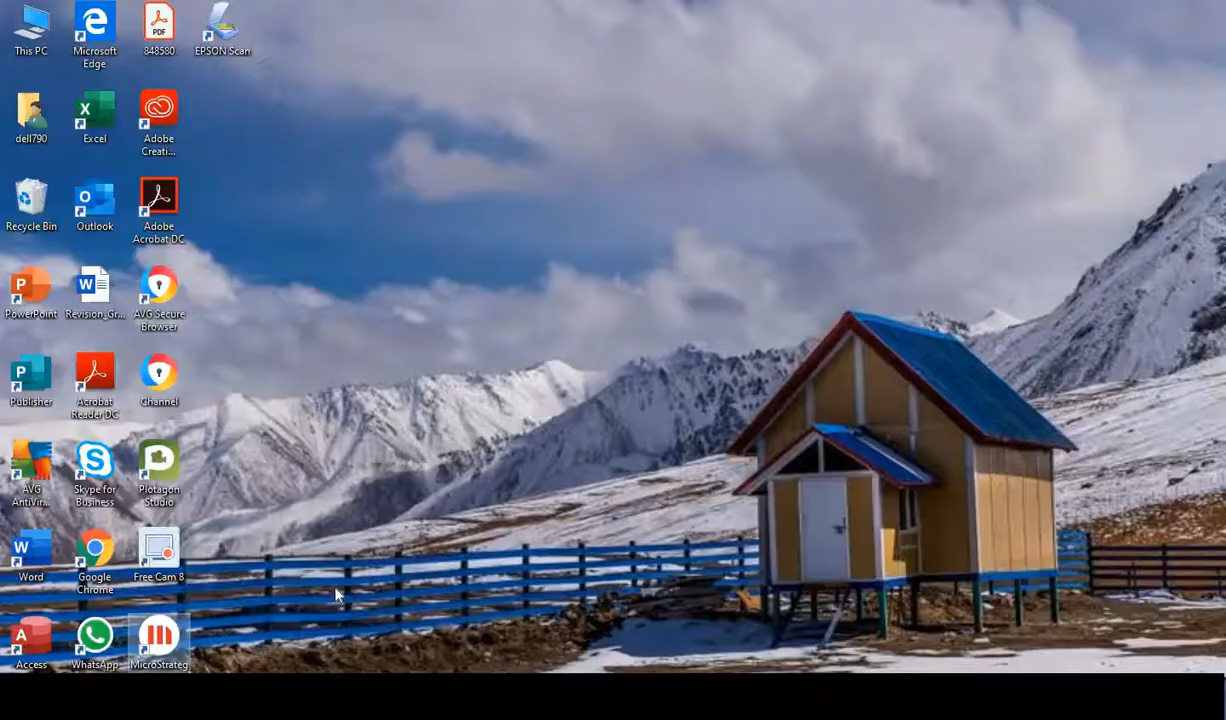 This PC
Microsoft
Edge
848580
EPSON Scan
dell790
Excel
Adobe
Creati...
Recycle Bin
Outlook
Adobe
Acrobat DC
PowerPoint
Revision_Gr...
AVG Secure
Browser
Publisher
Acrobat
Reader DC
Ghannel
AVG
AntiVir...
Skype for
Business
Plotagon
Studio
Word
Google
Chrome
Free Cam 8
Access
WhatsApp
MicroStrateg